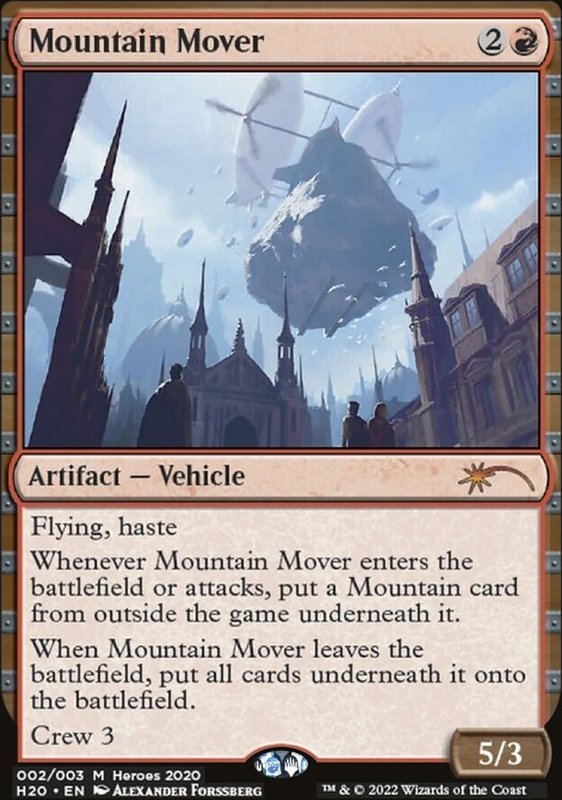 Mountain Mover
2
Artifact — Vehicle
Flying, haste
Whenever Mountain Mover enters the
battlefield or attacks, put a Mountain card
from outside the game underneath it.
When Mountain Mover leaves the
battlefield, put all cards underneath it onto
the battlefield.
Crew 3
5/3
002/003 M Heroes 2020
H20 • EN Alexander Forssberg
™ & © 2022 Wizards of the Coast